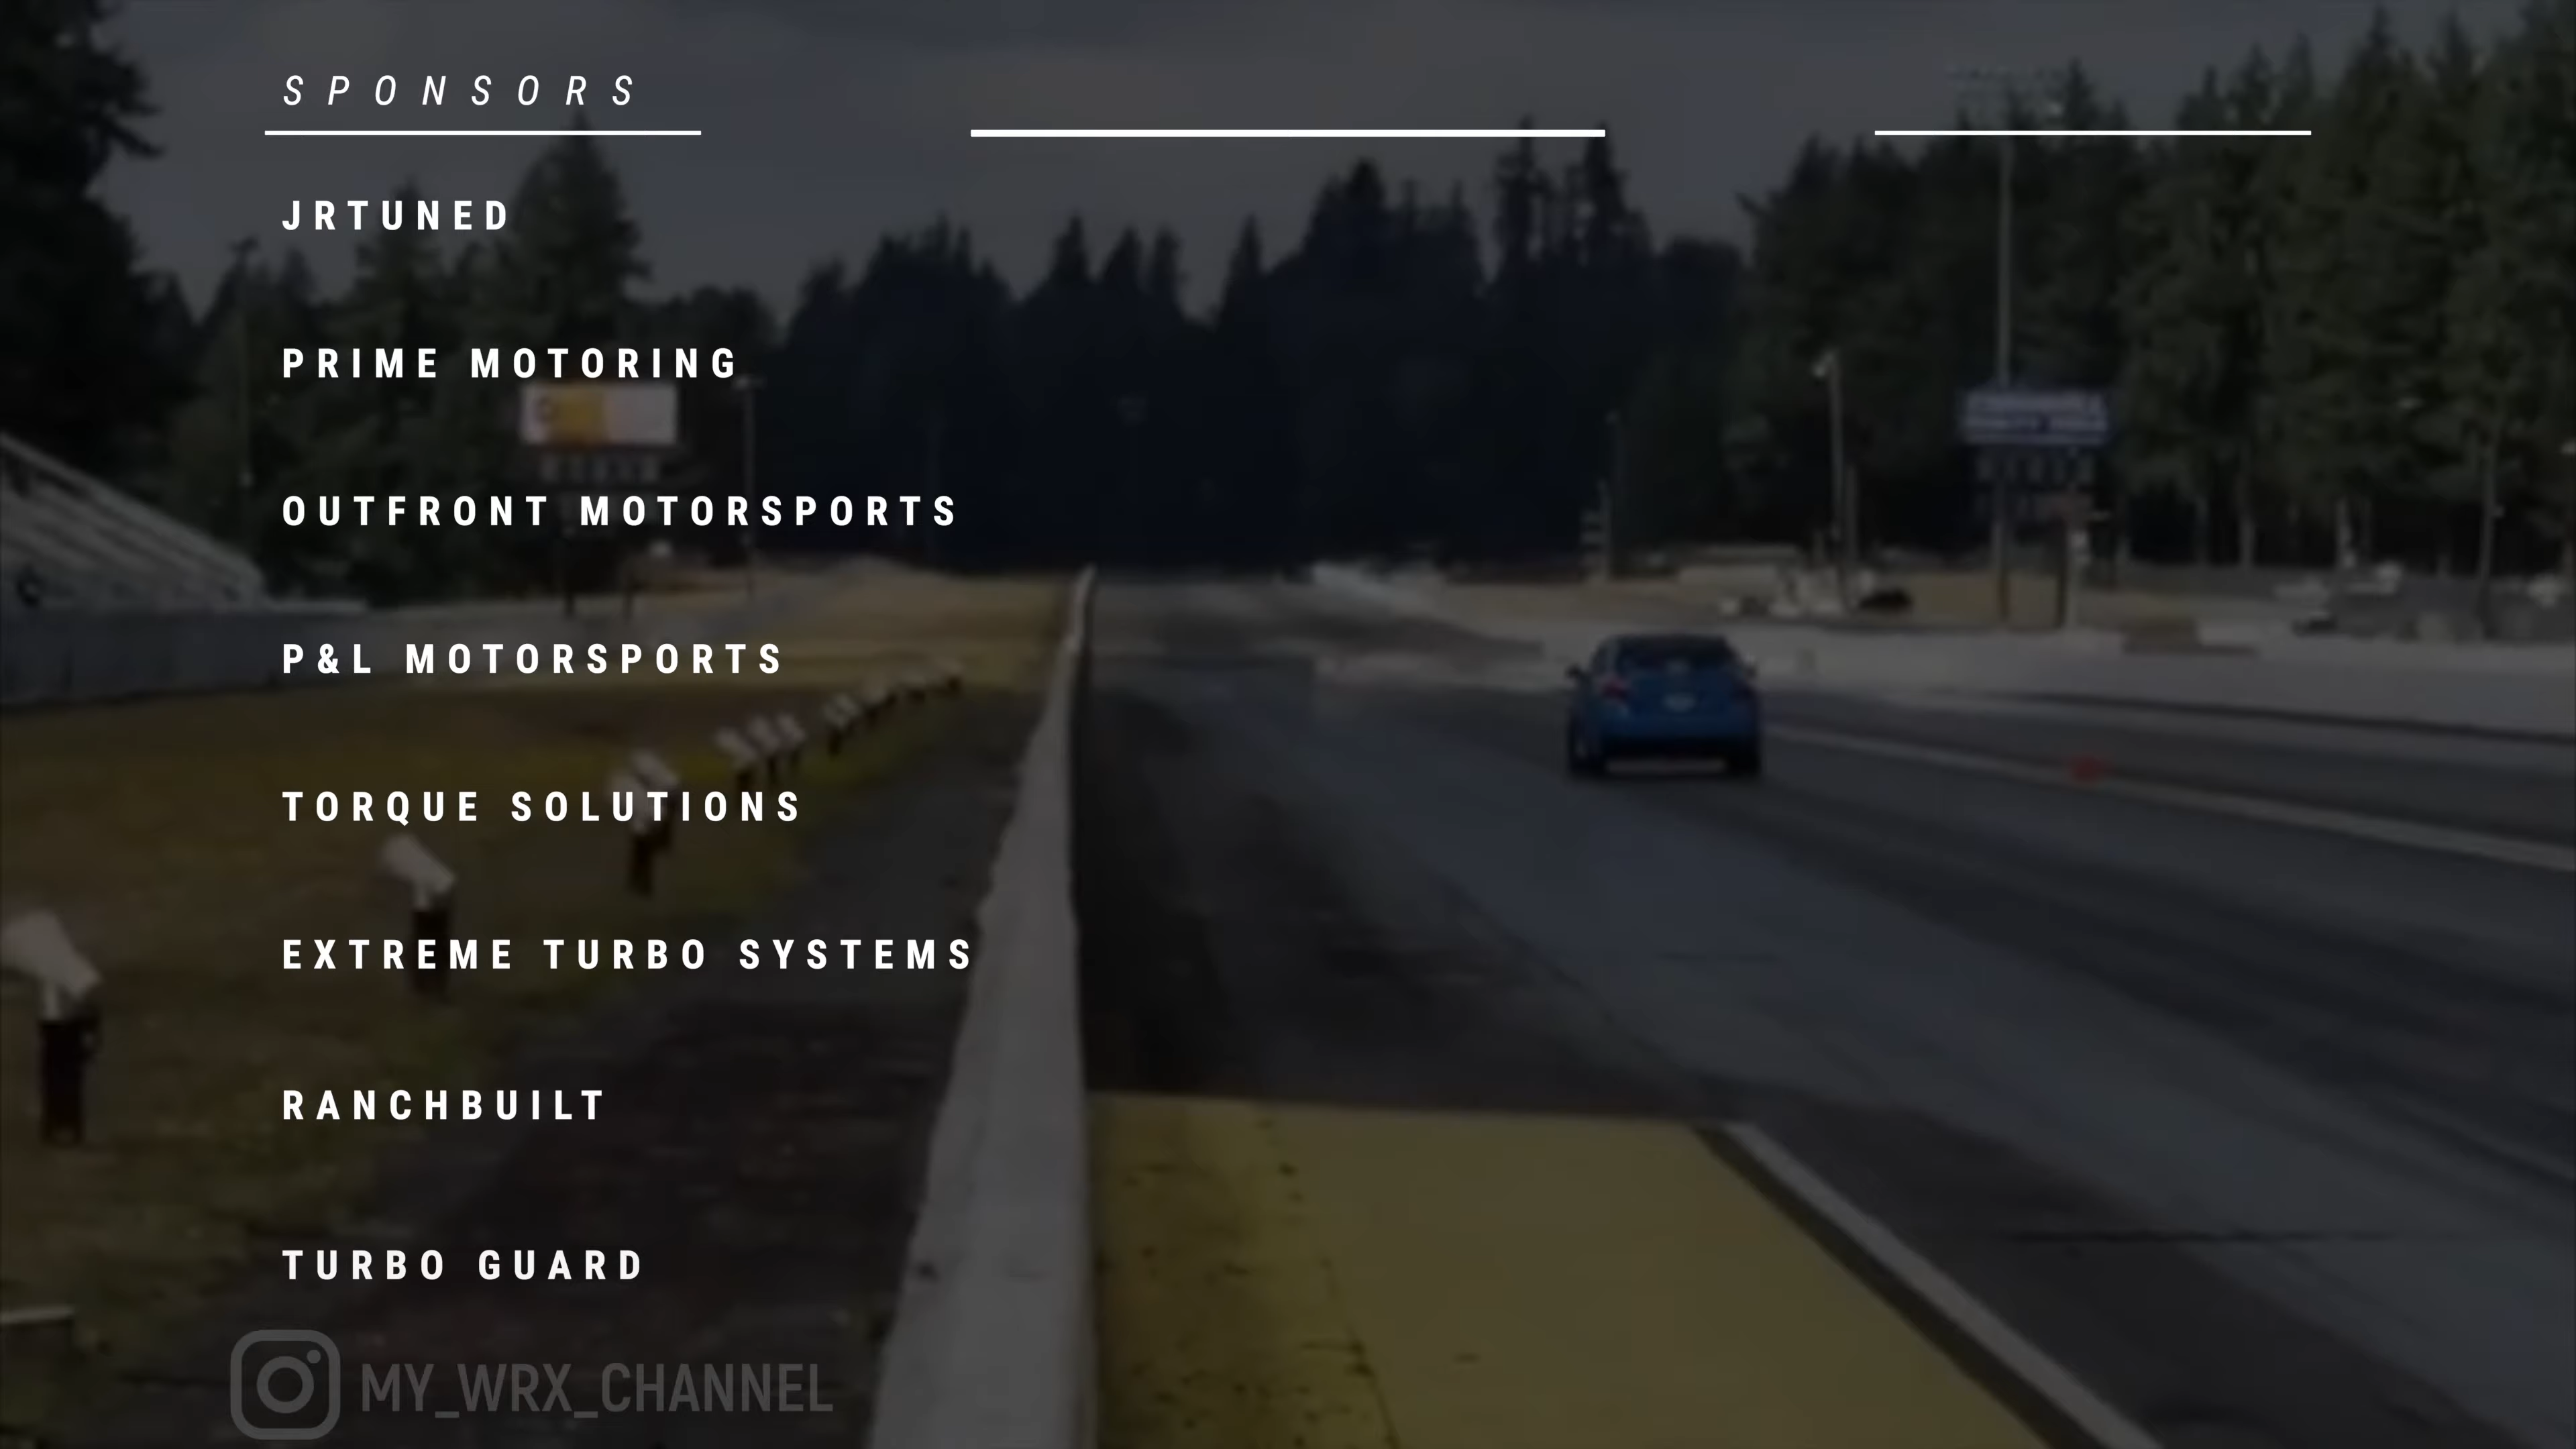 SPONSORS
JRTUNED
PRIME MOTORING
OUTFRONT MOTORSPORTS
P&L MOTORSPORTS
TORQUE SOLUTIONS
EXTREME TURBO SYSTEMS
RANCHBUILT
TURBO GUARD
MY_WRX_CHANNEL